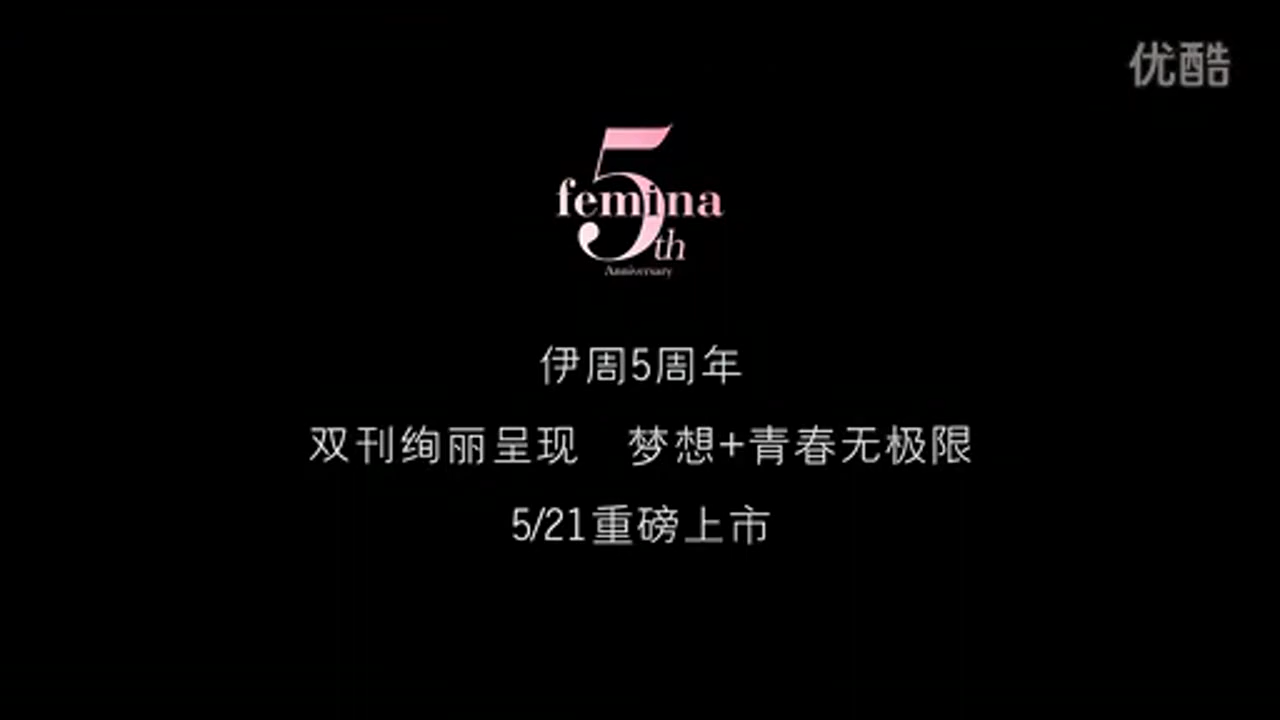 优酷
5
femina
th
Anniversary
伊周5周年
双刊绚丽呈现 梦想+青春无极限
5/21重磅上市